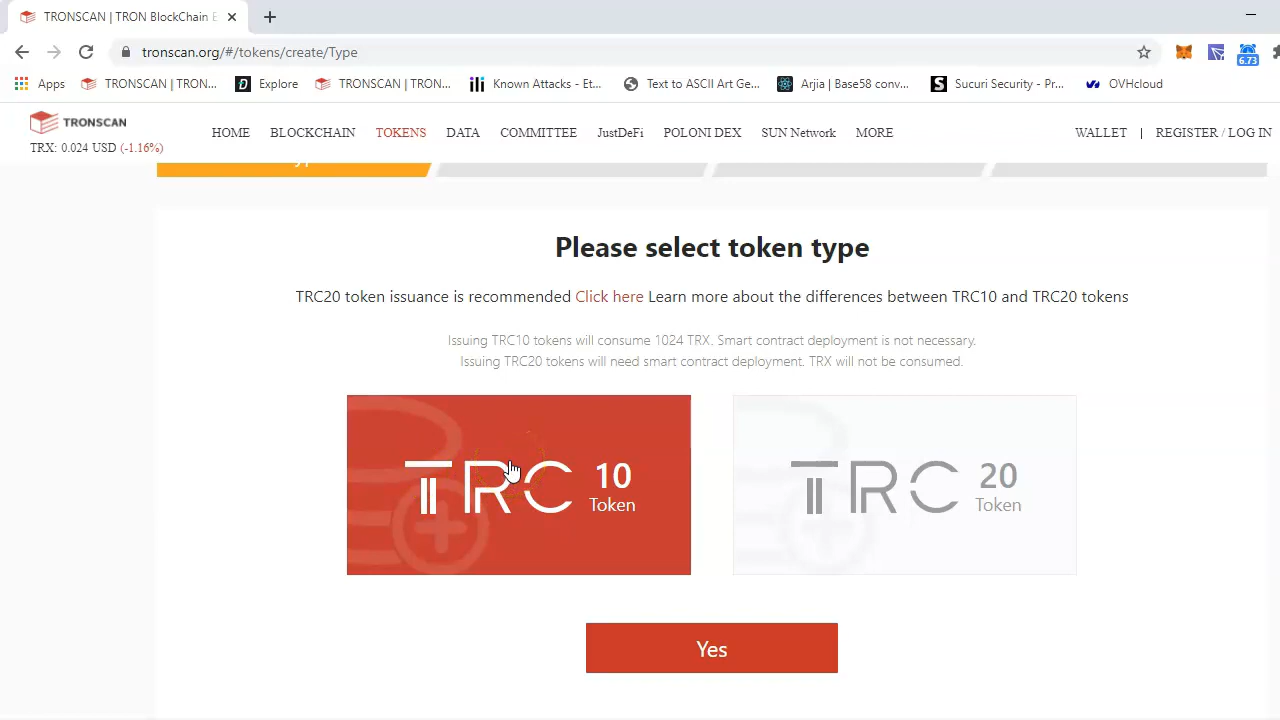 TRONSCAN | TRON BlockChain E
tronscan.org/#/tokens/create/Type
6.73
Apps TRONSCAN | TRON... Explore TRONSCAN | TRON... Known Attacks - Et... Text to ASCII Art Ge... Arjia | Base58 conv... S Sucuri Security - Pr... OVHcloud
TRONSCAN
HOME BLOCKCHAIN TOKENS DATA COMMITTEE JustDeFi POLONI DEX SUN Network MORE WALLET | REGISTER / LOG IN
TRX: 0.024 USD (-1.16%)
Please select token type
TRC20 token issuance is recommended Click here Learn more about the differences between TRC10 and TRC20 tokens
Issuing TRC10 tokens will consume 1024 TRX. Smart contract deployment is not necessary.
Issuing TRC20 tokens will need smart contract deployment. TRX will not be consumed.
TRC 10 Token
TRC 20 Token
Yes